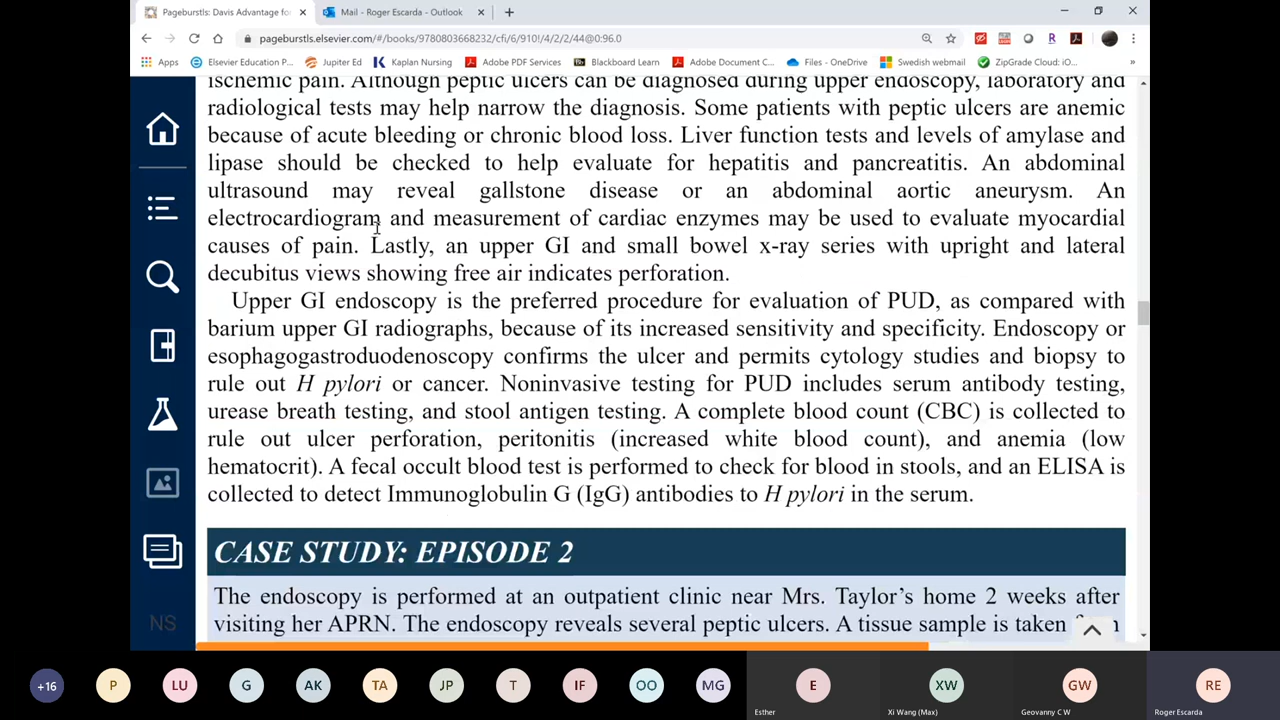 Pageburstls: Davis Advantage fo
Mail - Roger Escarda - Outlook
pageburstls.elsevier.com/#/books/9780803668232/cfi/6/910!/4/2/2/44@0:96.0
Apps
Elsevier Education P...
Jupiter Ed
Kaplan Nursing
Adobe PDF Services
Blackboard Learn
Adobe Document C...
Files - OneDrive
Swedish webmail
ZipGrade Cloud: iO...
»
ischemic pain. Although peptic ulcers can be diagnosed during upper endoscopy, laboratory and
radiological tests may help narrow the diagnosis. Some patients with peptic ulcers are anemic
because of acute bleeding or chronic blood loss. Liver function tests and levels of amylase and
lipase should be checked to help evaluate for hepatitis and pancreatitis. An abdominal
ultrasound may reveal gallstone disease or an abdominal aortic aneurysm. An
electrocardiogram and measurement of cardiac enzymes may be used to evaluate myocardial
causes of pain. Lastly, an upper GI and small bowel x-ray series with upright and lateral
decubitus views showing free air indicates perforation.
Upper GI endoscopy is the preferred procedure for evaluation of PUD, as compared with
barium upper GI radiographs, because of its increased sensitivity and specificity. Endoscopy or
esophagogastroduodenoscopy confirms the ulcer and permits cytology studies and biopsy to
rule out H pylori or cancer. Noninvasive testing for PUD includes serum antibody testing,
urease breath testing, and stool antigen testing. A complete blood count (CBC) is collected to
rule out ulcer perforation, peritonitis (increased white blood count), and anemia (low
hematocrit). A fecal occult blood test is performed to check for blood in stools, and an ELISA is
collected to detect Immunoglobulin G (IgG) antibodies to H pylori in the serum.
CASE STUDY: EPISODE 2
The endoscopy is performed at an outpatient clinic near Mrs. Taylor's home 2 weeks after
visiting her APRN. The endoscopy reveals several peptic ulcers. A tissue sample is taken
NS
+16
P
LU
G
AK
TA
JP
T
IF
OO
MG
E
Esther
XW
Xi Wang (Max)
GW
Geovanny C W
RE
Roger Escarda